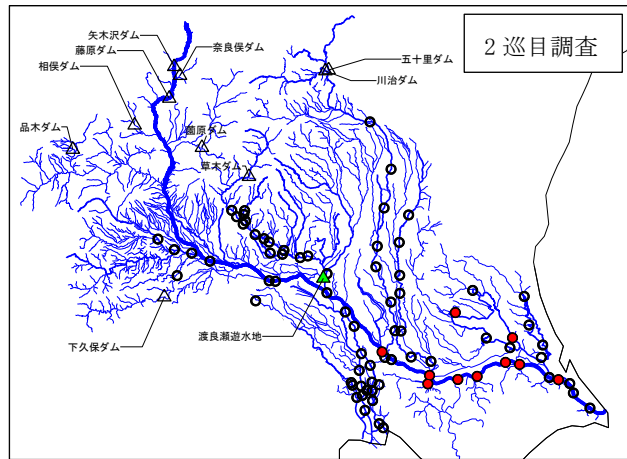 ２巡目調査
矢木沢ダム
藤原ダム
奈良俣ダム
相俣ダム
五十里ダム
川治ダム
品木ダム
薗原ダム
草木ダム
渡良瀬遊水地
下久保ダム